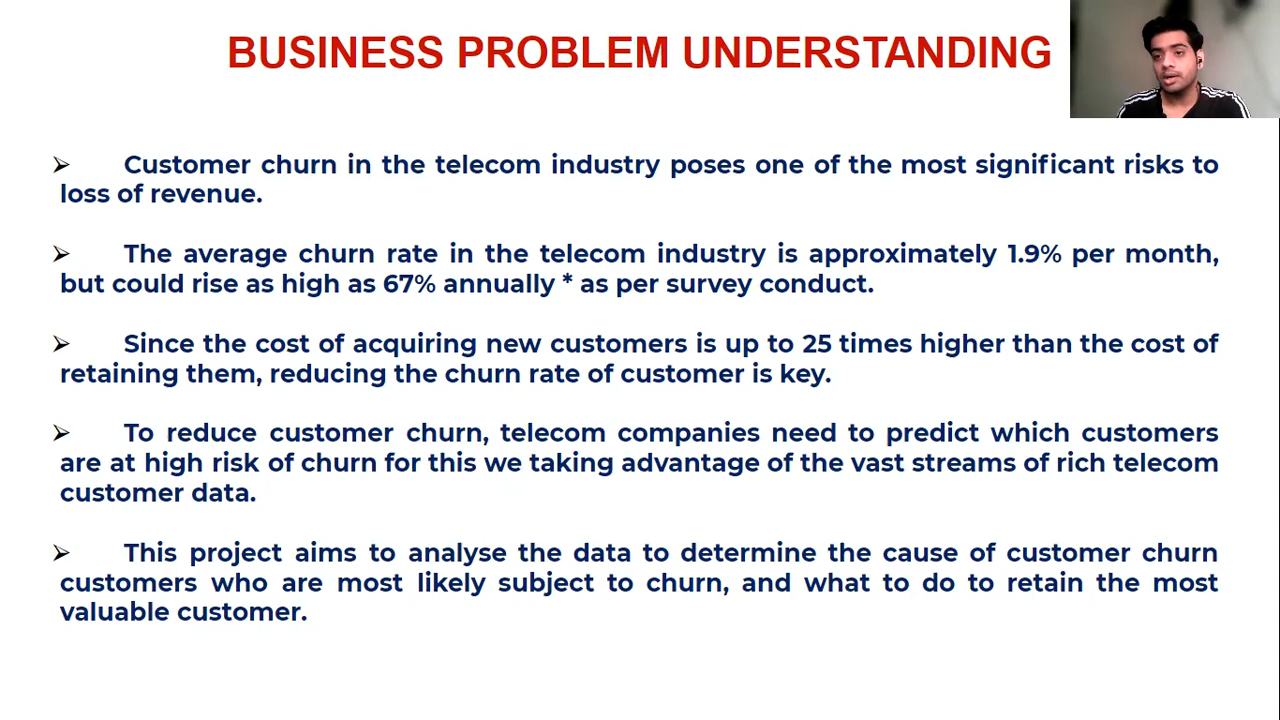 BUSINESS PROBLEM UNDERSTANDING
➢ Customer churn in the telecom industry poses one of the most significant risks to
loss of revenue.
➢ The average churn rate in the telecom industry is approximately 1.9% per month,
but could rise as high as 67% annually * as per survey conduct.
➢ Since the cost of acquiring new customers is up to 25 times higher than the cost of
retaining them, reducing the churn rate of customer is key.
➢ To reduce customer churn, telecom companies need to predict which customers
are at high risk of churn for this we taking advantage of the vast streams of rich telecom
customer data.
➢ This project aims to analyse the data to determine the cause of customer churn
customers who are most likely subject to churn, and what to do to retain the most
valuable customer.